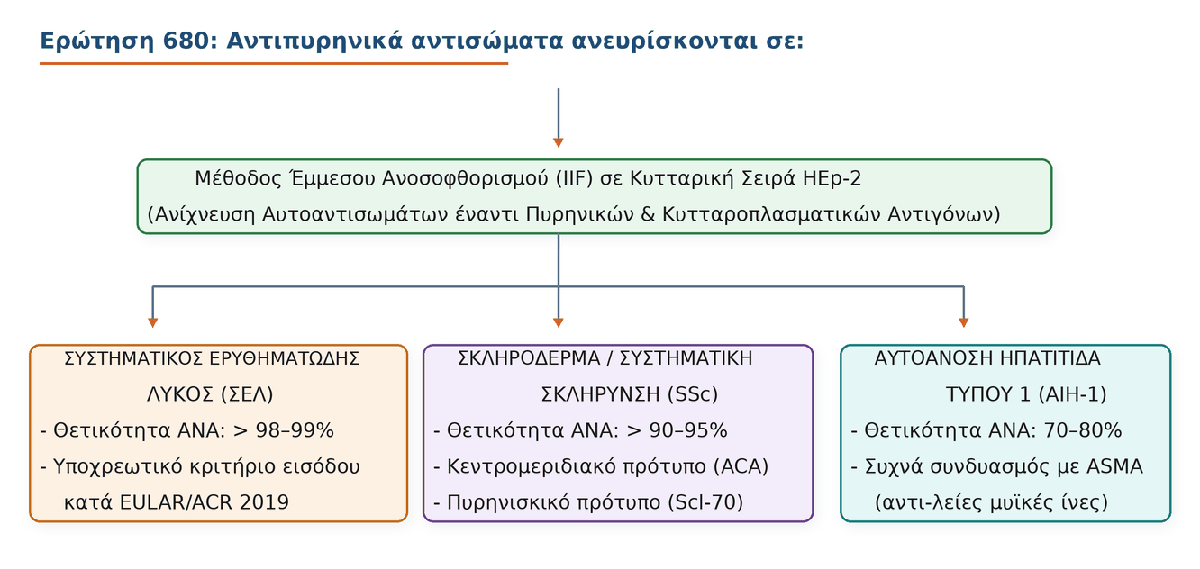 Ερώτηση 680: Αντιπυρηνικά αντισώματα ανευρίσκονται σε:
Μέθοδος Έμμεσου Ανοσοφθορισμού (IIF) σε Κυτταρική Σειρά HEp-2
(Ανίχνευση Αυτοαντισωμάτων έναντι Πυρηνικών & Κυτταροπλασματικών Αντιγόνων)
ΣΥΣΤΗΜΑΤΙΚΟΣ ΕΡΥΘΗΜΑΤΩΔΗΣ
ΛΥΚΟΣ (ΣΕΛ)
- Θετικότητα ANA: > 98–99%
- Υποχρεωτικό κριτήριο εισόδου
κατά EULAR/ACR 2019
ΣΚΛΗΡΟΔΕΡΜΑ / ΣΥΣΤΗΜΑΤΙΚΗ
ΣΚΛΗΡΥΝΣΗ (SSc)
- Θετικότητα ANA: > 90–95%
- Κεντρομεριδιακό πρότυπο (ACA)
- Πυρηνισκικό πρότυπο (Scl-70)
ΑΥΤΟΑΝΟΣΗ ΗΠΑΤΙΤΙΔΑ
ΤΥΠΟΥ 1 (AIH-1)
- Θετικότητα ANA: 70–80%
- Συχνά συνδυασμός με ASMA
(αντι-λείες μυϊκές ίνες)